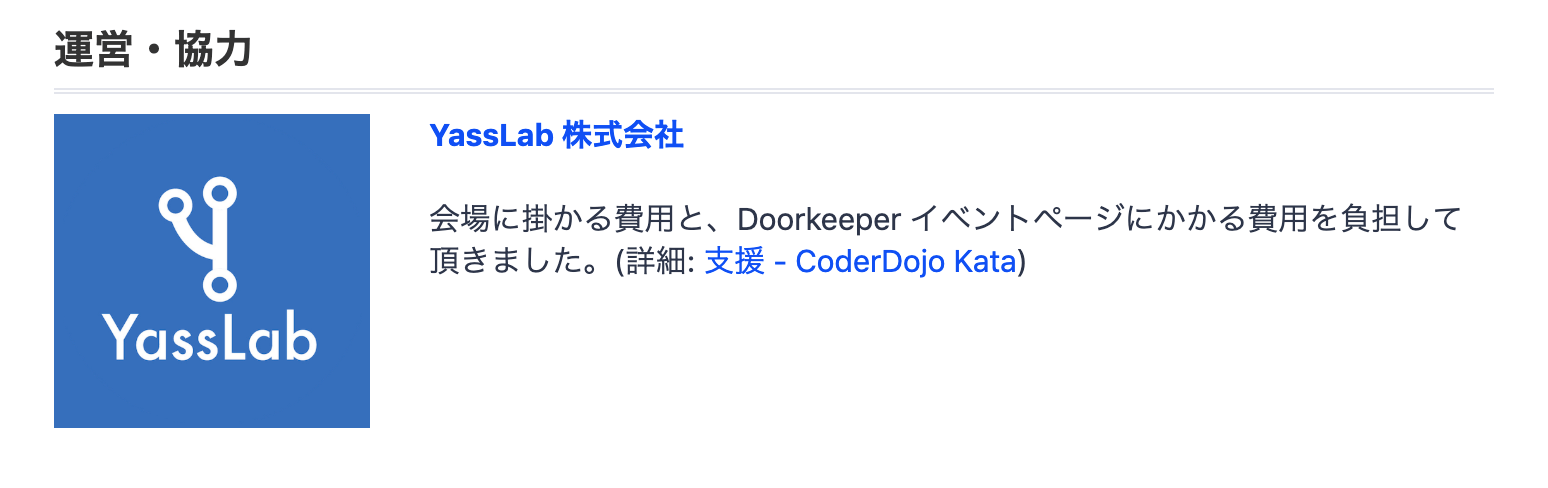 運営・協力
YassLab 株式会社
会場に掛かる費用と、Doorkeeper イベントページにかかる費用を負担して
頂きました。(詳細: 支援 - CoderDojo Kata)
YassLab